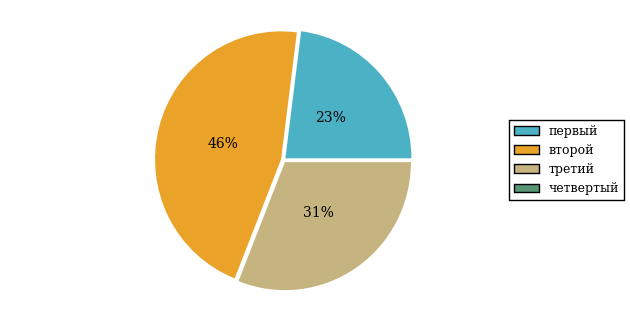 23%
46%
31%
первый
второй
третий
четвертый